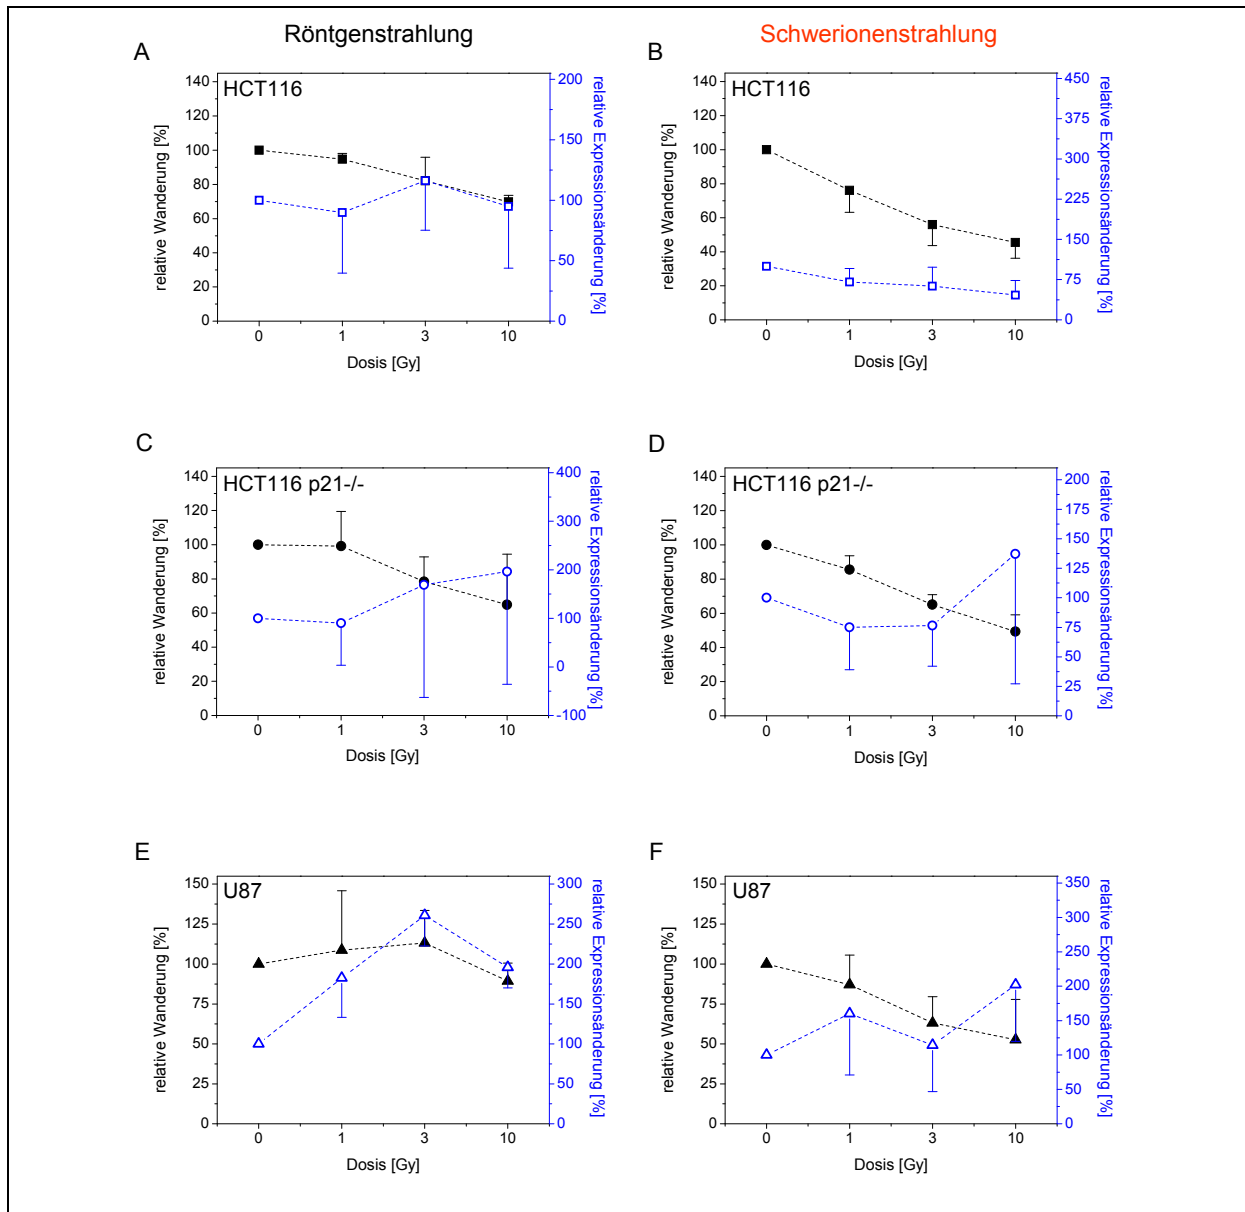 Röntgenstrahlung
Schwerionenstrahlung
A
HCT116
relative Wanderung [%]
140
120
100
80
60
40
20
0
200
150
100
50
0
relative Expressionsänderung [%]
0 1 3 10
Dosis [Gy]
B
HCT116
relative Wanderung [%]
140
120
100
80
60
40
20
0
450
375
300
225
150
75
0
relative Expressionsänderung [%]
0 1 3 10
Dosis [Gy]
C
HCT116 p21-/-
relative Wanderung [%]
140
120
100
80
60
40
20
0
400
300
250
200
100
0
-100
relative Expressionsänderung [%]
0 1 3 10
Dosis [Gy]
D
HCT116 p21-/-
relative Wanderung [%]
140
120
100
80
60
40
20
0
200
175
150
125
100
75
50
25
0
relative Expressionsänderung [%]
0 1 3 10
Dosis [Gy]
E
U87
relative Wanderung [%]
150
125
100
75
50
25
0
300
250
200
150
100
50
0
relative Expressionsänderung [%]
0 1 3 10
Dosis [Gy]
F
U87
relative Wanderung [%]
150
125
100
75
50
25
0
350
300
250
200
150
100
50
0
relative Expressionsänderung [%]
0 1 3 10
Dosis [Gy]